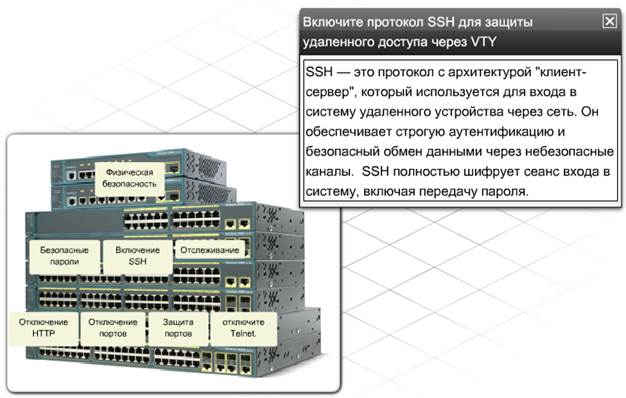 Включите протокол SSH для защиты
удаленного доступа через VTY
SSH — это протокол с архитектурой "клиент-
сервер", который используется для входа в
систему удаленного устройства через сеть. Он
обеспечивает строгую аутентификацию и
безопасный обмен данными через небезопасные
каналы. SSH полностью шифрует сеанс входа в
систему, включая передачу пароля.
Физическая
безопасность
Безопасные
пароли
Включение
SSH
Отслеживание
Отключение
HTTP
Отключение
портов
Защита
портов
отключите
Telnet.